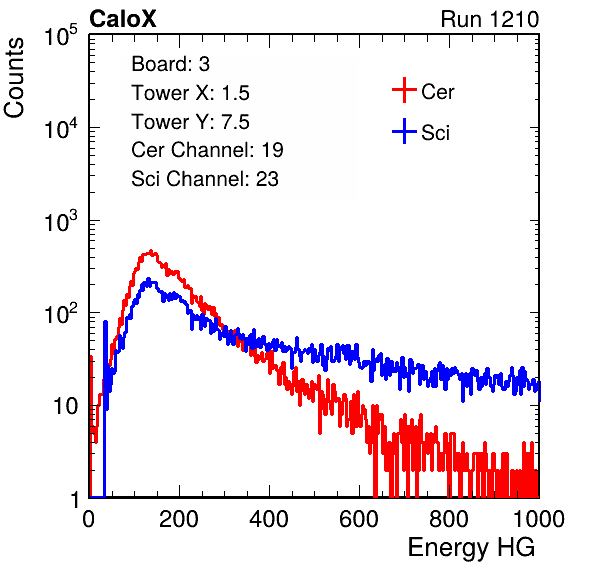 CaloX Run 1210
Counts
Board: 3
Tower X: 1.5
Tower Y: 7.5
Cer Channel: 19
Sci Channel: 23
Cer
Sci
10^5
10^4
10^3
10^2
10
1
0 200 400 600 800 1000
Energy HG